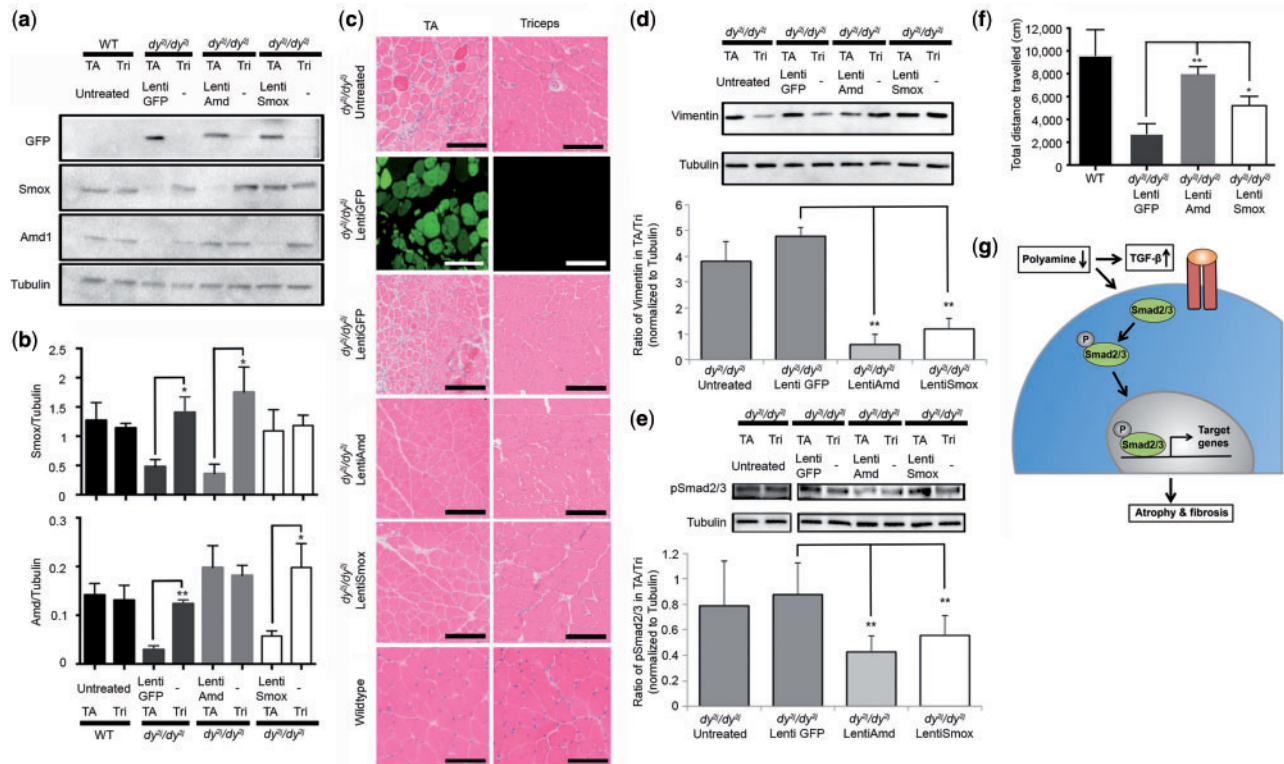 (a)
WT dy2J/dy2J dy2J/dy2J dy2J/dy2J
TA Tri TA Tri TA Tri TA Tri
Untreated Lenti GFP - Lenti Amd - Lenti Smox -
GFP
Smox
Amd1
Tubulin
(b)
Smox/Tubulin
2.5
2
1.5
1
0.5
0
*
*
Amd/Tubulin
0.3
0.2
0.1
0
**
*
Untreated Lenti GFP - Lenti Amd - Lenti Smox -
TA Tri TA Tri TA Tri TA Tri
WT dy2J/dy2J dy2J/dy2J dy2J/dy2J
(c)
TA Triceps
dy2J/dy2J Untreated
dy2J/dy2J LentiGFP
dy2J/dy2J LentiGFP
dy2J/dy2J LentiAmd
dy2J/dy2J LentiSmox
Wildtype
(d)
dy2J/dy2J dy2J/dy2J dy2J/dy2J dy2J/dy2J
TA Tri TA Tri TA Tri TA Tri
Untreated Lenti GFP - Lenti Amd - Lenti Smox -
Vimentin
Tubulin
Ratio of Vimentin in TA/Tri
(normalized to Tubulin)
6
5
4
3
2
1
0
**
**
dy2J/dy2J Untreated
dy2J/dy2J Lenti GFP
dy2J/dy2J LentiAmd
dy2J/dy2J LentiSmox
(e)
dy2J/dy2J dy2J/dy2J dy2J/dy2J dy2J/dy2J
TA Tri TA Tri TA Tri TA Tri
Untreated Lenti GFP - Lenti Amd - Lenti Smox -
pSmad2/3
Tubulin
Ratio of pSmad2/3 in TA/Tri
(normalized to Tubulin)
1.2
1
0.8
0.6
0.4
0.2
0
**
**
dy2J/dy2J Untreated
dy2J/dy2J Lenti GFP
dy2J/dy2J LentiAmd
dy2J/dy2J LentiSmox
(f)
Total distance travelled (cm)
12,000
10,000
8,000
6,000
4,000
2,000
0
**
*
WT
dy2J/dy2J Lenti GFP
dy2J/dy2J Lenti Amd
dy2J/dy2J Lenti Smox
(g)
Polyamine
TGF-β
Smad2/3
P
Smad2/3
P
Smad2/3
Target
genes
Atrophy & fibrosis